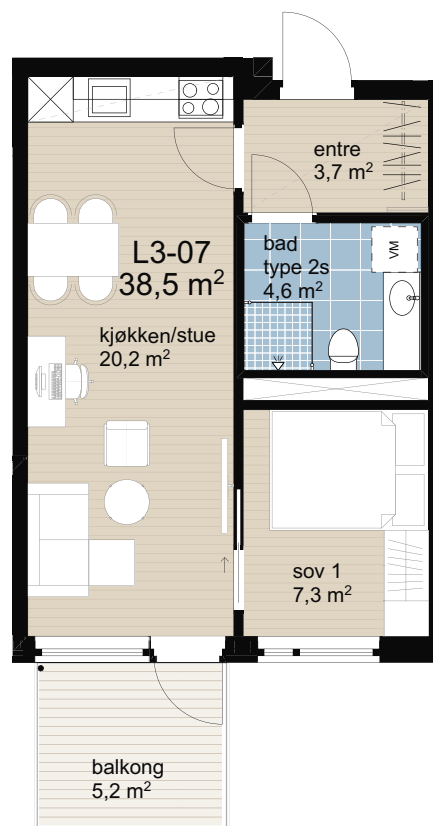 entre
3,7 m²
bad
type 2s
4,6 m²
VM
L3-07
38,5 m²
kjøkken/stue
20,2 m²
sov 1
7,3 m²
balkong
5,2 m²